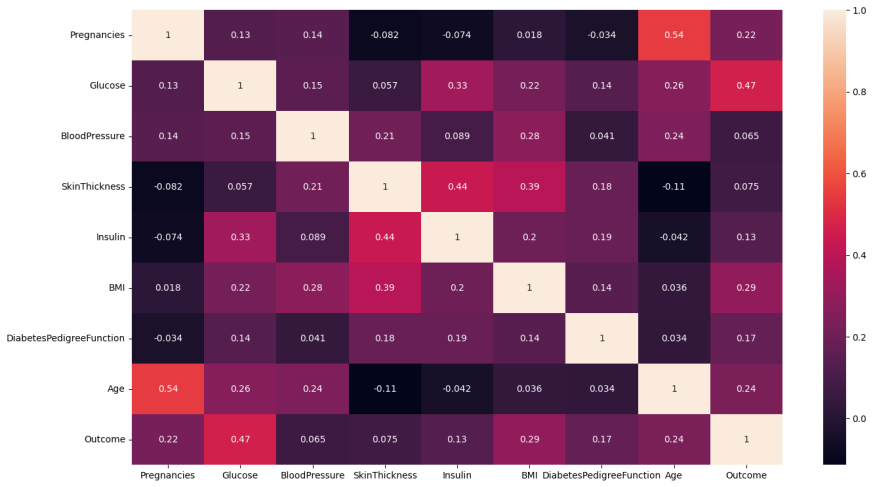 1.0
Pregnancies 1 0.13 0.14 -0.082 -0.074 0.018 -0.034 0.54 0.22
Glucose 0.13 1 0.15 0.057 0.33 0.22 0.14 0.26 0.47
0.8
BloodPressure 0.14 0.15 1 0.21 0.089 0.28 0.041 0.24 0.065
SkinThickness -0.082 0.057 0.21 1 0.44 0.39 0.18 -0.11 0.075
0.6
Insulin -0.074 0.33 0.089 0.44 1 0.2 0.19 -0.042 0.13
0.4
BMI 0.018 0.22 0.28 0.39 0.2 1 0.14 0.036 0.29
DiabetesPedigreeFunction -0.034 0.14 0.041 0.18 0.19 0.14 1 0.034 0.17
0.2
Age 0.54 0.26 0.24 -0.11 -0.042 0.036 0.034 1 0.24
0.0
Outcome 0.22 0.47 0.065 0.075 0.13 0.29 0.17 0.24 1
Pregnancies Glucose BloodPressure SkinThickness Insulin BMI DiabetesPedigreeFunction Age Outcome